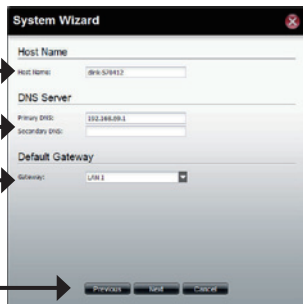 System Wizard
Host Name
Host Name: dlink-570412
DNS Server
Primary DNS: 192.168.69.1
Secondary DNS:
Default Gateway
Gateway: LAN 1
Previous Next Cancel